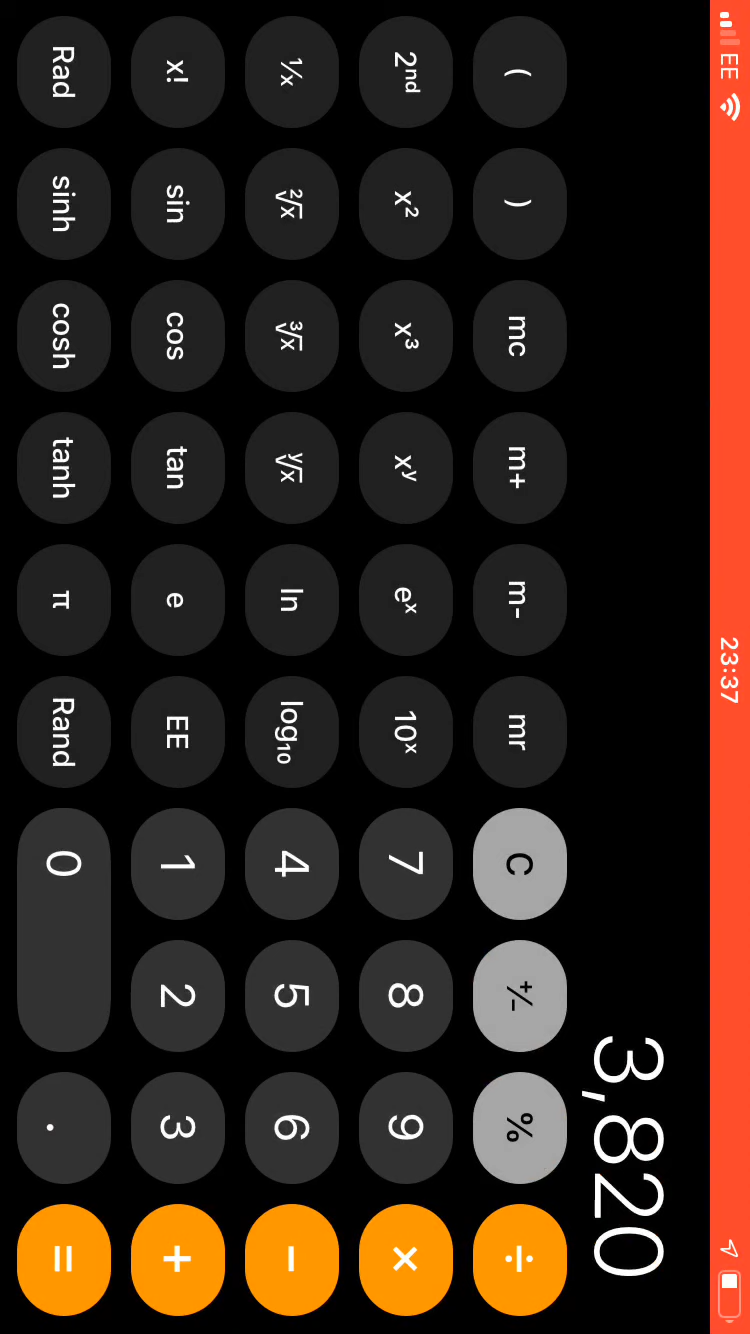 EE 23:37
3,820
( ) mc m+ m- mr C +/- % ÷
2ⁿᵈ x² x³ xʸ eˣ 10ˣ 7 8 9 ×
1/x ²√x ³√x ʸ√x ln log₁₀ 4 5 6 −
x! sin cos tan e EE 1 2 3 +
Rad sinh cosh tanh π Rand 0 . =